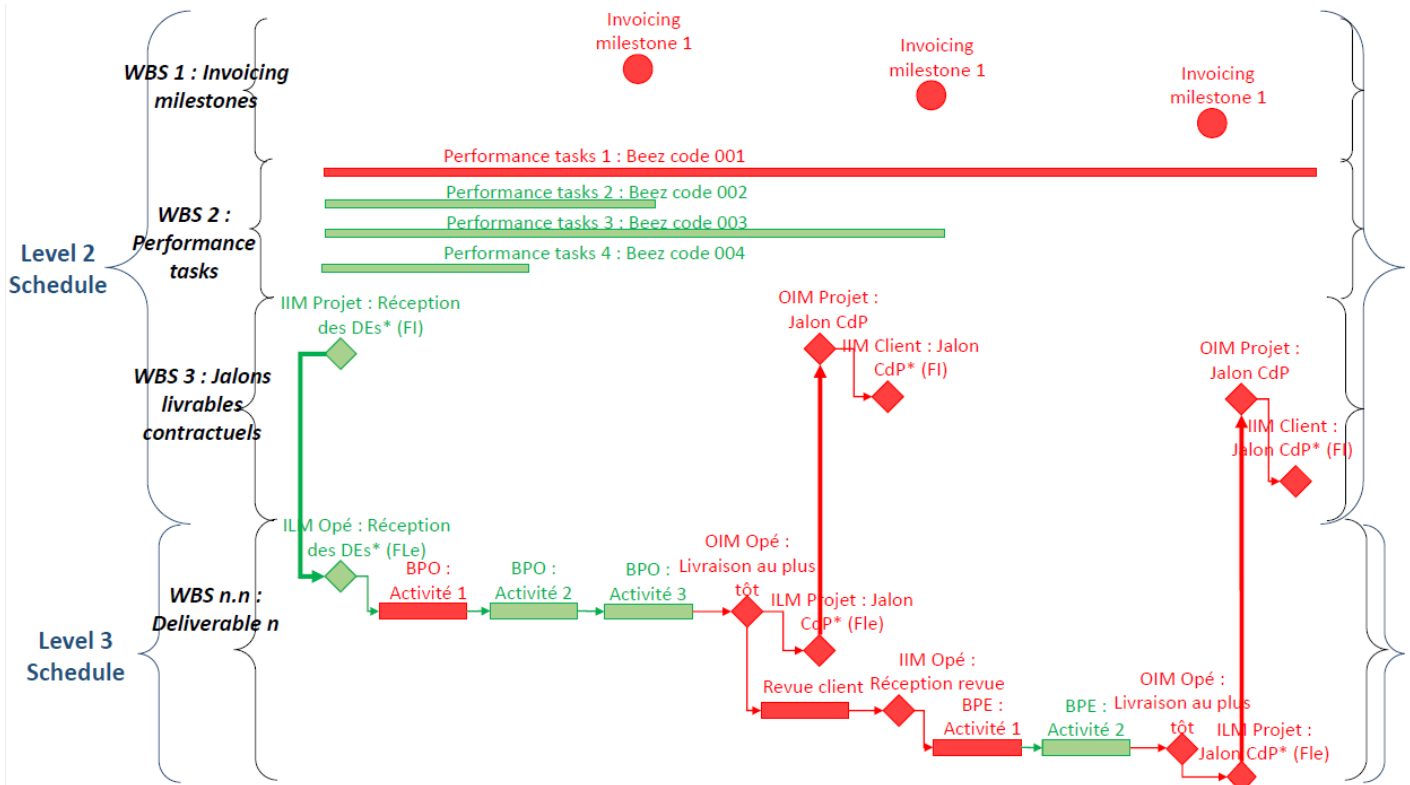 Invoicing
milestone 1
Invoicing
milestone 1
Invoicing
milestone 1
WBS 1 : Invoicing
milestones
Performance tasks 1 : Beez code 001
Performance tasks 2 : Beez code 002
Performance tasks 3 : Beez code 003
Performance tasks 4 : Beez code 004
WBS 2 :
Performance
tasks
Level 2
Schedule
IIM Projet : Réception
des DEs* (FI)
OIM Projet :
Jalon CdP
IIM Client : Jalon
CdP* (FI)
OIM Projet :
Jalon CdP
IIM Client :
Jalon CdP* (FI)
WBS 3 : Jalons
livrables
contractuels
ILM Opé : Réception
des DEs* (FLe)
BPO :
Activité 1
BPO :
Activité 2
BPO :
Activité 3
OIM Opé :
Livraison au plus
tôt
ILM Projet : Jalon
CdP* (Fle)
WBS n.n :
Deliverable n
Level 3
Schedule
Revue client
IIM Opé :
Réception revue
BPE :
Activité 1
BPE :
Activité 2
OIM Opé :
Livraison au plus
tôt
ILM Projet :
Jalon CdP* (Fle)